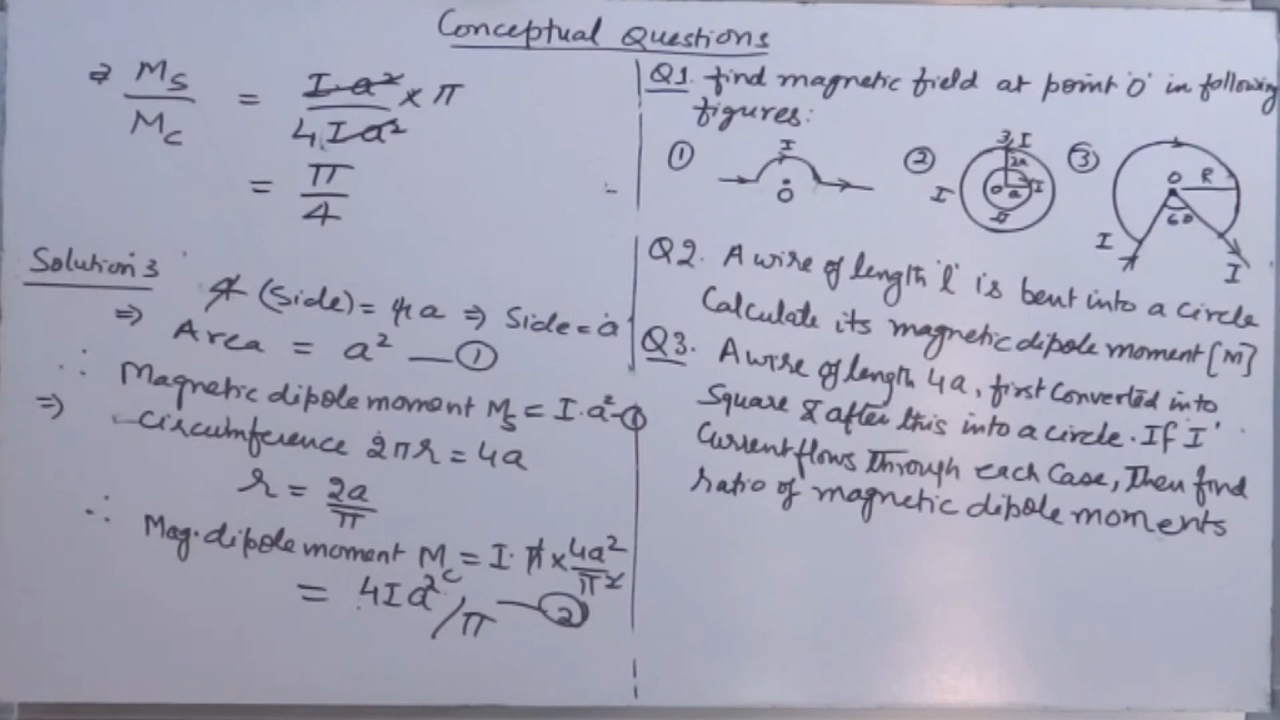 Conceptual Questions
⇒ Ms/Mc = I a²/4 I a² × π
= π/4
Solution 3
4 (Side) = 4a ⇒ Side = a
⇒ Area = a² — ①
∴ Magnetic dipole moment Ms = I·a² - ①
⇒ Circumference 2πr = 4a
r = 2a/π
∴ Mag. dipole moment Mc = I·π × 4a²/π²
= 4Ia²/π — ②
Q1. find magnetic field at point 'O' in following
figures:
① I O
② I 3I 2a O a I
③ O R 60 I I
Q2. A wire of length 'l' is bent into a circle
Calculate its magnetic dipole moment [M]
Q3. A wire of length 4a, first Converted into
Square & after this into a circle. If 'I'
Current flows through each Case, Then find
ratio of magnetic dipole moments